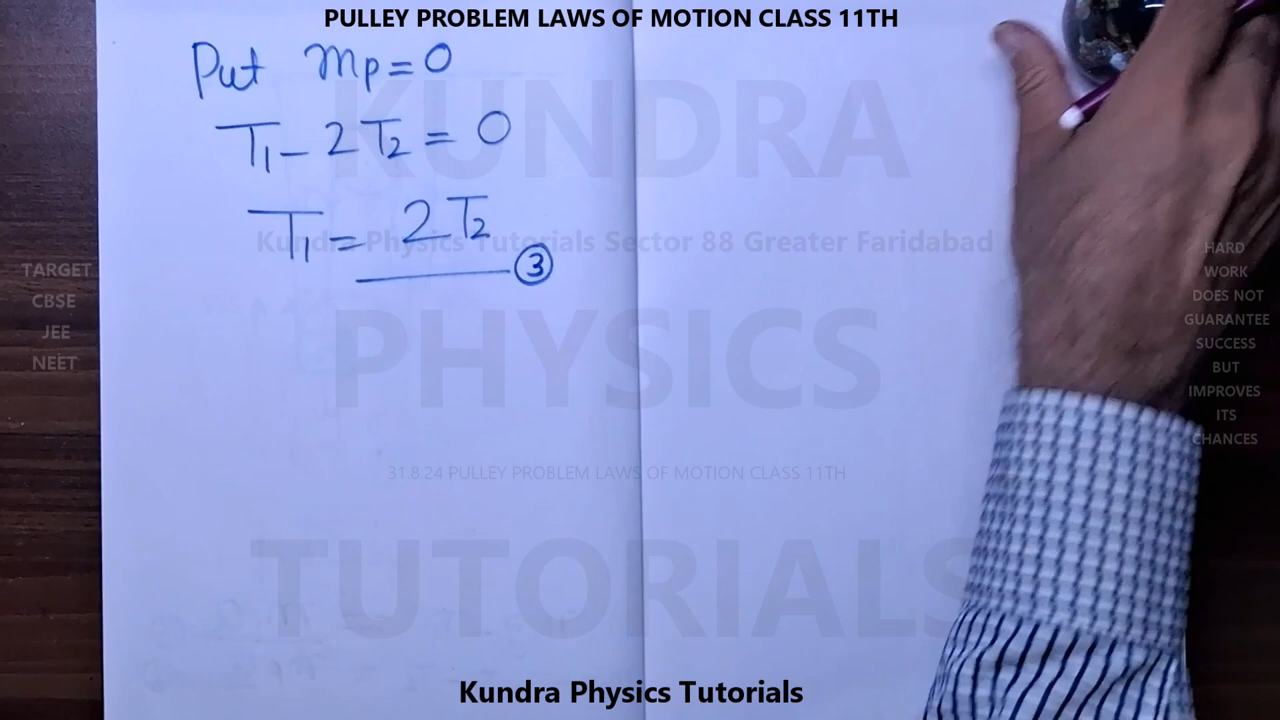 PULLEY PROBLEM LAWS OF MOTION CLASS 11TH
Put mp = 0
T1 - 2T2 = 0
T1 = 2T2
3
KUNDRA
Kundra Physics Tutorials Sector 88 Greater Faridabad
PHYSICS
31.8.24 PULLEY PROBLEM LAWS OF MOTION CLASS 11TH
TUTORIALS
TARGET
CBSE
JEE
NEET
HARD
WORK
DOES NOT
GUARANTEE
SUCCESS
BUT
IMPROVES
ITS
CHANCES
Kundra Physics Tutorials